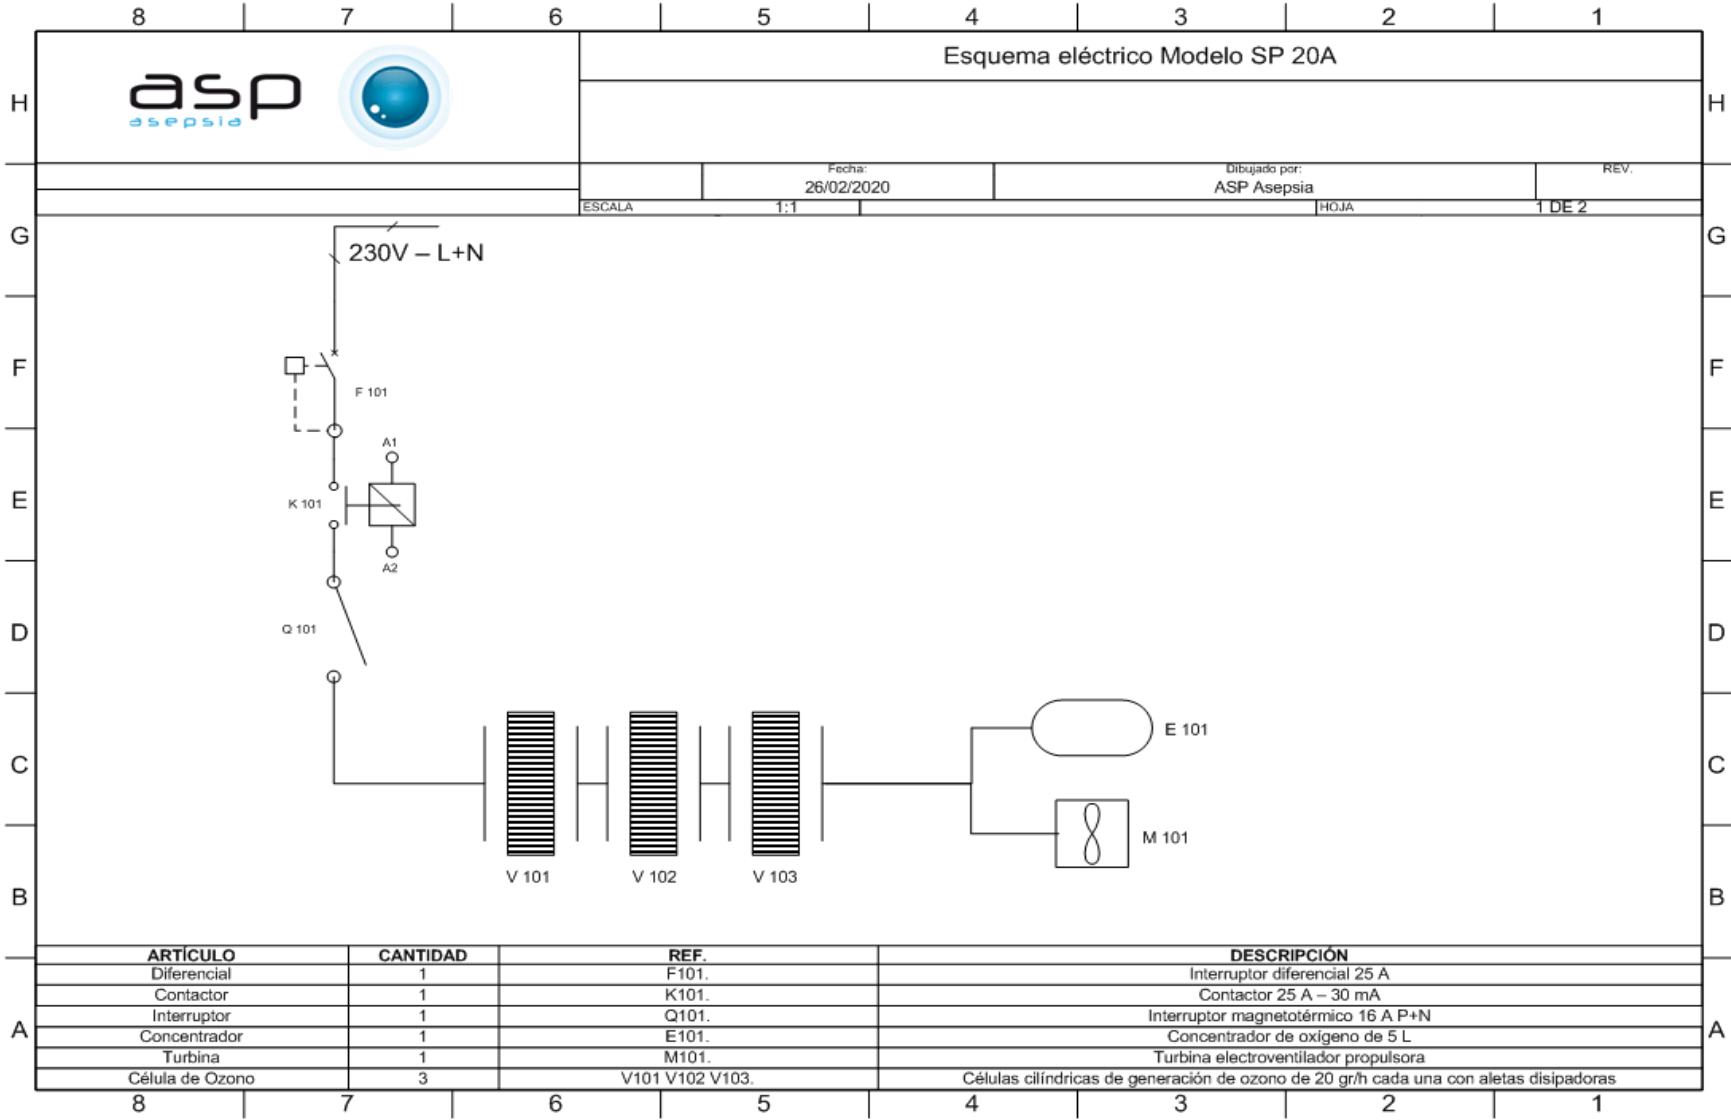 8 7 6 5 4 3 2 1
asp
asepsia
Esquema eléctrico Modelo SP 20A
H H
Fecha:
26/02/2020
Dibujado por:
ASP Asepsia
REV.
ESCALA 1:1 HOJA 1 DE 2
G G
230V – L+N
F F
F 101
A1
E E
K 101
A2
D D
Q 101
E 101
C C
M 101
V 101 V 102 V 103
B B
ARTÍCULO CANTIDAD REF. DESCRIPCIÓN
Diferencial 1 F101. Interruptor diferencial 25 A
Contactor 1 K101. Contactor 25 A – 30 mA
Interruptor 1 Q101. Interruptor magnetotérmico 16 A P+N
A A
Concentrador 1 E101. Concentrador de oxígeno de 5 L
Turbina 1 M101. Turbina electroventilador propulsora
Célula de Ozono 3 V101 V102 V103. Células cilíndricas de generación de ozono de 20 gr/h cada una con aletas disipadoras
8 7 6 5 4 3 2 1